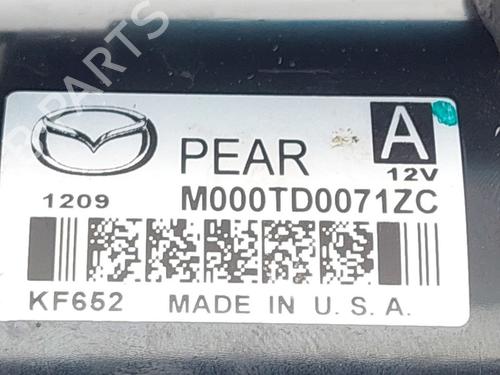 PEAR A
12V
1209 M000TD0071ZC
KF652 MADE IN U.S.A.